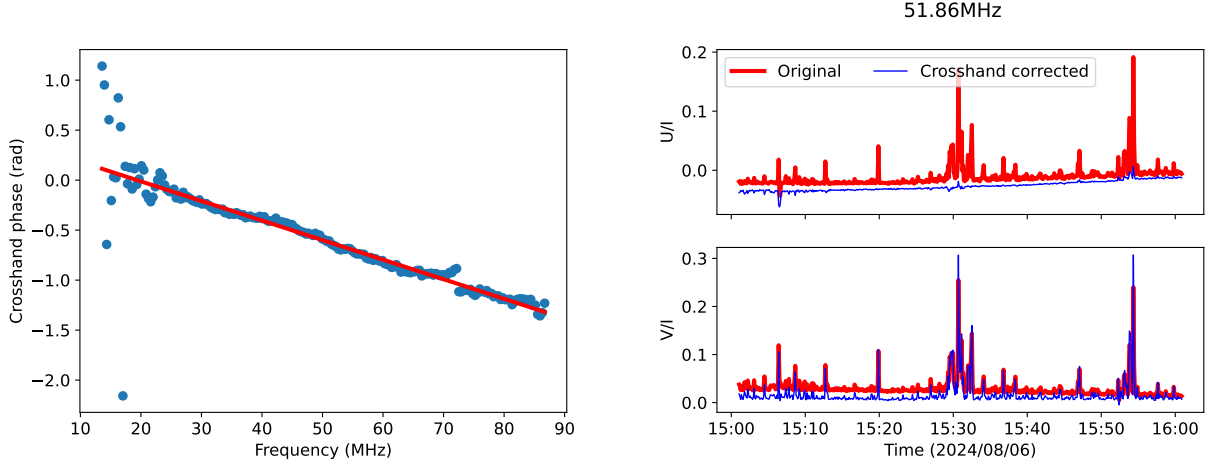 51.86MHz
Crosshand phase (rad)
1.0
0.5
0.0
−0.5
−1.0
−1.5
−2.0
10 20 30 40 50 60 70 80 90
Frequency (MHz)
U/I
0.2
0.1
0.0
Original Crosshand corrected
V/I
0.3
0.2
0.1
0.0
15:00 15:10 15:20 15:30 15:40 15:50 16:00
Time (2024/08/06)